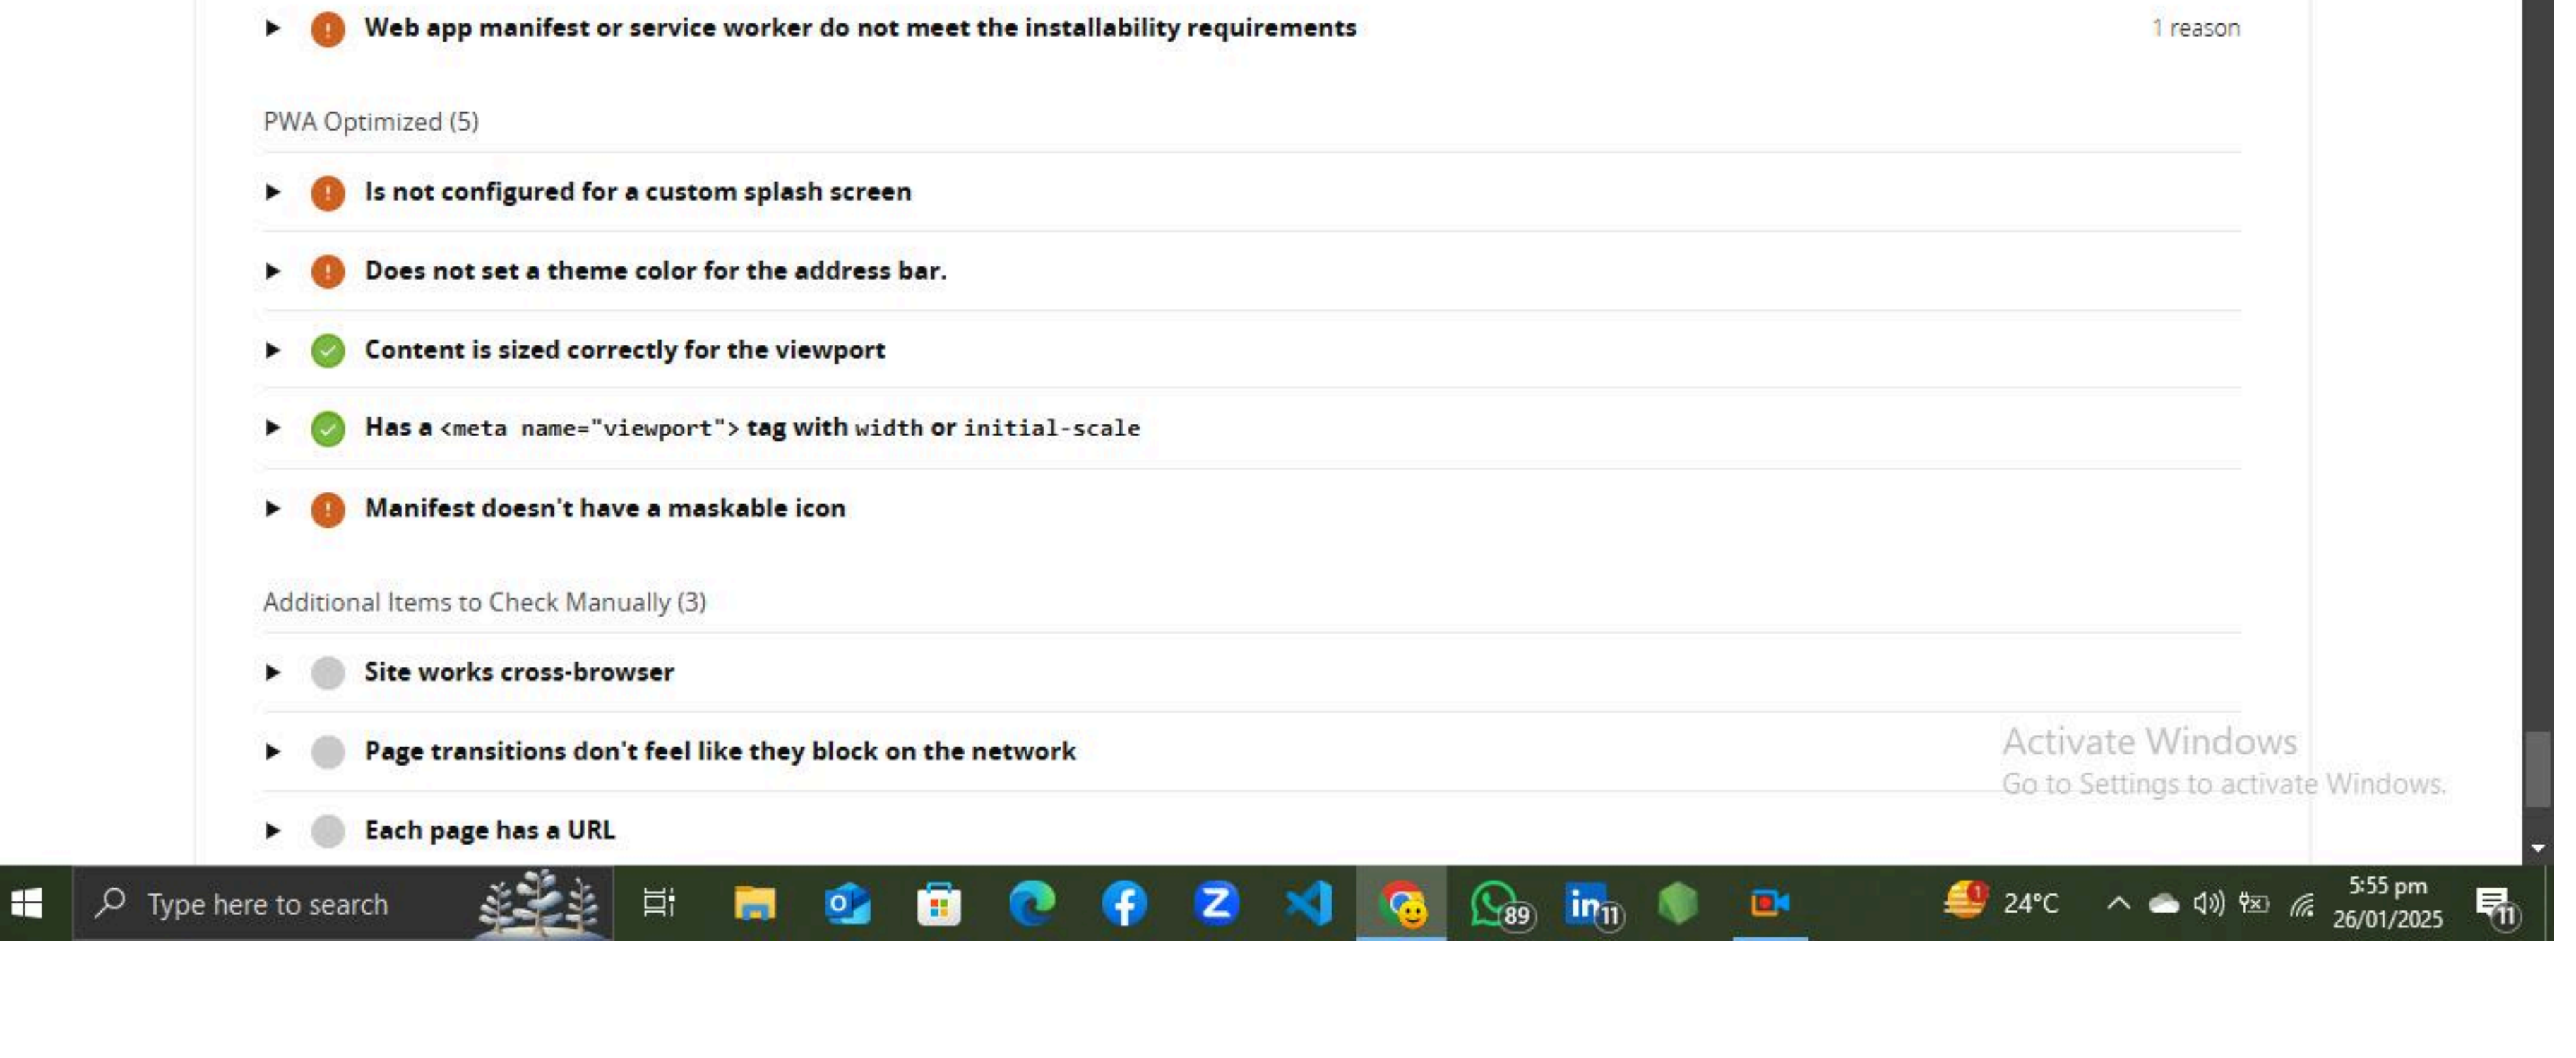 Web app manifest or service worker do not meet the installability requirements
1 reason
PWA Optimized (5)
Is not configured for a custom splash screen
Does not set a theme color for the address bar.
Content is sized correctly for the viewport
Has a <meta name="viewport"> tag with width or initial-scale
Manifest doesn't have a maskable icon
Additional Items to Check Manually (3)
Site works cross-browser
Page transitions don't feel like they block on the network
Each page has a URL
Activate Windows
Go to Settings to activate Windows.
Type here to search
89
in 11
1
24°C
5:55 pm
26/01/2025
11